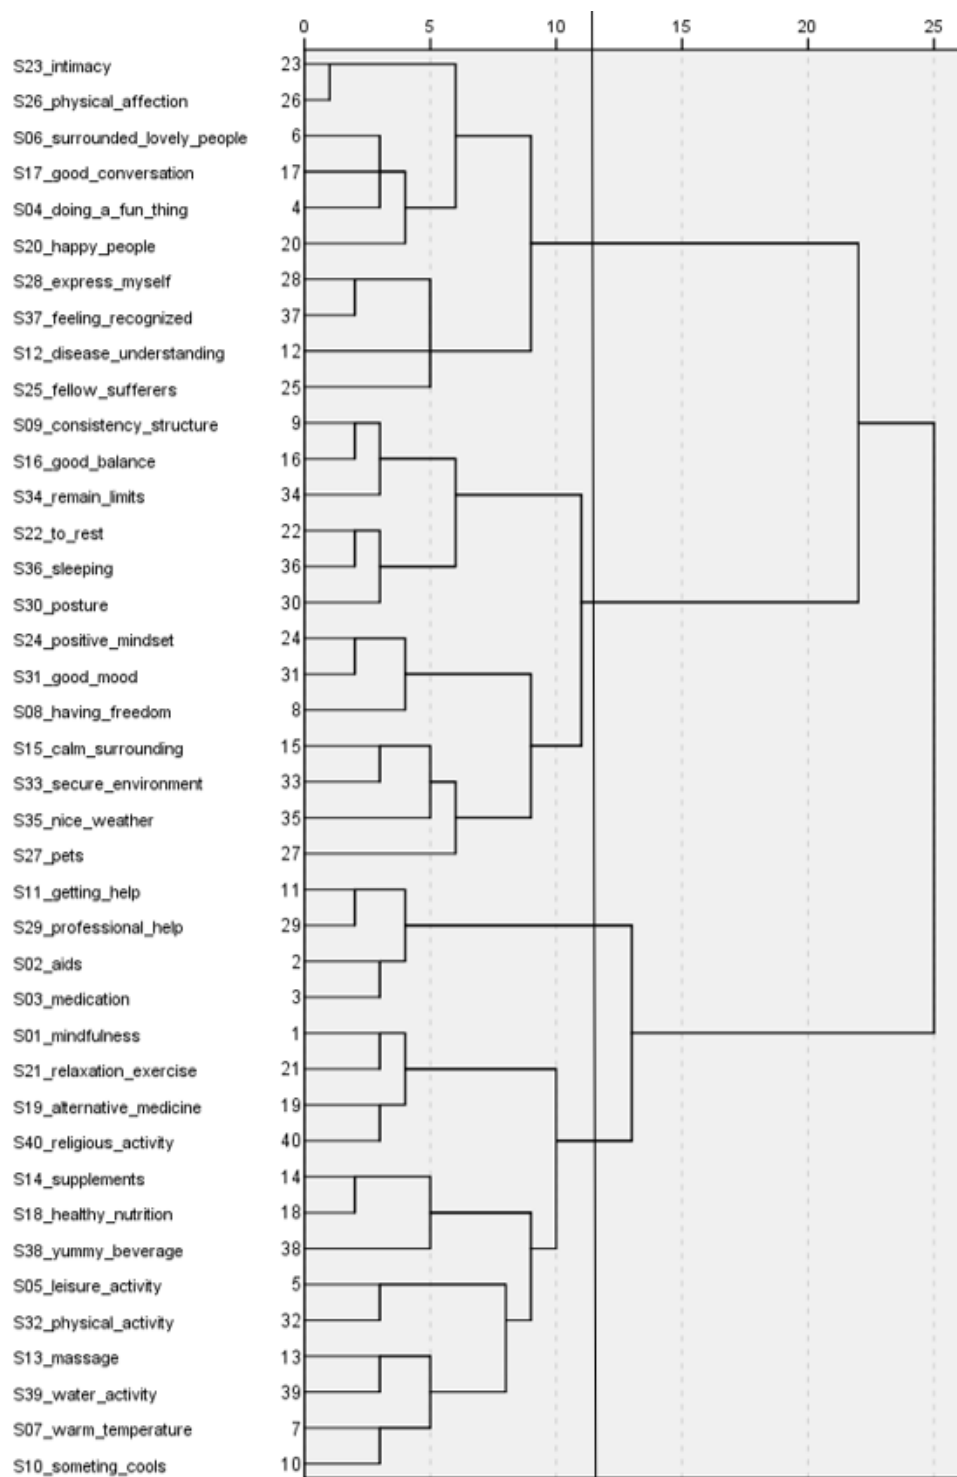 0 5 10 15 20 25
S23_intimacy 23
S26_physical_affection 26
S06_surrounded_lovely_people 6
S17_good_conversation 17
S04_doing_a_fun_thing 4
S20_happy_people 20
S28_express_myself 28
S37_feeling_recognized 37
S12_disease_understanding 12
S25_fellow_sufferers 25
S09_consistency_structure 9
S16_good_balance 16
S34_remain_limits 34
S22_to_rest 22
S36_sleeping 36
S30_posture 30
S24_positive_mindset 24
S31_good_mood 31
S08_having_freedom 8
S15_calm_surrounding 15
S33_secure_environment 33
S35_nice_weather 35
S27_pets 27
S11_getting_help 11
S29_professional_help 29
S02_aids 2
S03_medication 3
S01_mindfulness 1
S21_relaxation_exercise 21
S19_alternative_medicine 19
S40_religious_activity 40
S14_supplements 14
S18_healthy_nutrition 18
S38_yummy_beverage 38
S05_leisure_activity 5
S32_physical_activity 32
S13_massage 13
S39_water_activity 39
S07_warm_temperature 7
S10_someting_cools 10